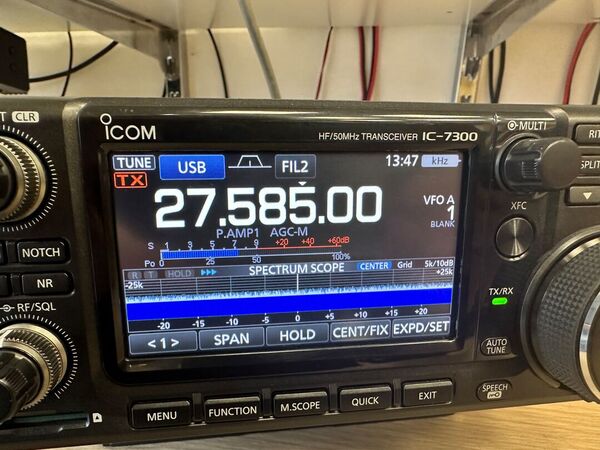 T CLR
ICOM
HF/50MHz TRANSCEIVER IC-7300
MULTI
RIT
TUNE USB FIL2 13:47 kHz
TX
27.585.00
VFO A
1
BLANK
P.AMP1 AGC-M
S 1 3 5 7 9 +20 +40 +60dB
Po 0 25 50 100%
R T HOLD SPECTRUM SCOPE CENTER Grid 5k/10dB
-25k +25k
-20 -15 -10 -5 0 +5 +10 +15 +20
<1> SPAN HOLD CENT/FIX EXPD/SET
NOTCH
NR
RF/SQL
SPLIT
XFC
TX/RX
AUTO
TUNE
SPEECH
MENU FUNCTION M.SCOPE QUICK EXIT